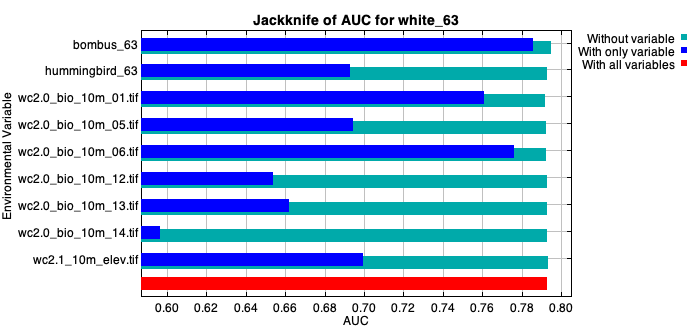 Jackknife of AUC for white_63
Without variable
With only variable
With all variables
Environmental Variable
bombus_63
hummingbird_63
wc2.0_bio_10m_01.tif
wc2.0_bio_10m_05.tif
wc2.0_bio_10m_06.tif
wc2.0_bio_10m_12.tif
wc2.0_bio_10m_13.tif
wc2.0_bio_10m_14.tif
wc2.1_10m_elev.tif
0.60 0.62 0.64 0.66 0.68 0.70 0.72 0.74 0.76 0.78 0.80
AUC